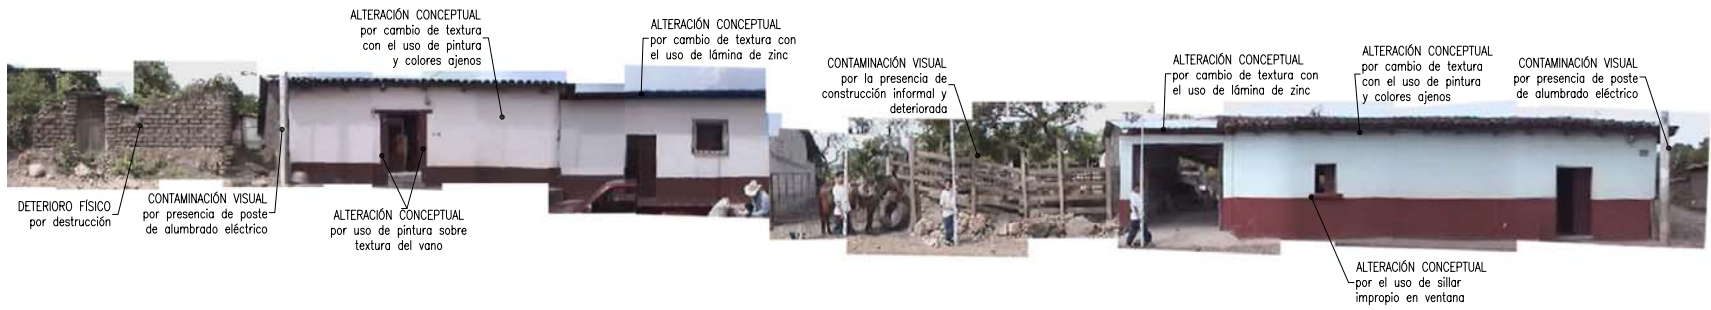 ALTERACIÓN CONCEPTUAL
por cambio de textura
con el uso de pintura
y colores ajenos
ALTERACIÓN CONCEPTUAL
por cambio de textura con
el uso de lámina de zinc
CONTAMINACIÓN VISUAL
por la presencia de
construcción informal y
deteriorada
ALTERACIÓN CONCEPTUAL
por cambio de textura con
el uso de lámina de zinc
ALTERACIÓN CONCEPTUAL
por cambio de textura
con el uso de pintura
y colores ajenos
CONTAMINACIÓN VISUAL
por presencia de poste
de alumbrado eléctrico
DETERIORO FÍSICO
por destrucción
CONTAMINACIÓN VISUAL
por presencia de poste
de alumbrado eléctrico
ALTERACIÓN CONCEPTUAL
por uso de pintura sobre
textura del vano
ALTERACIÓN CONCEPTUAL
por el uso de sillar
impropio en ventana